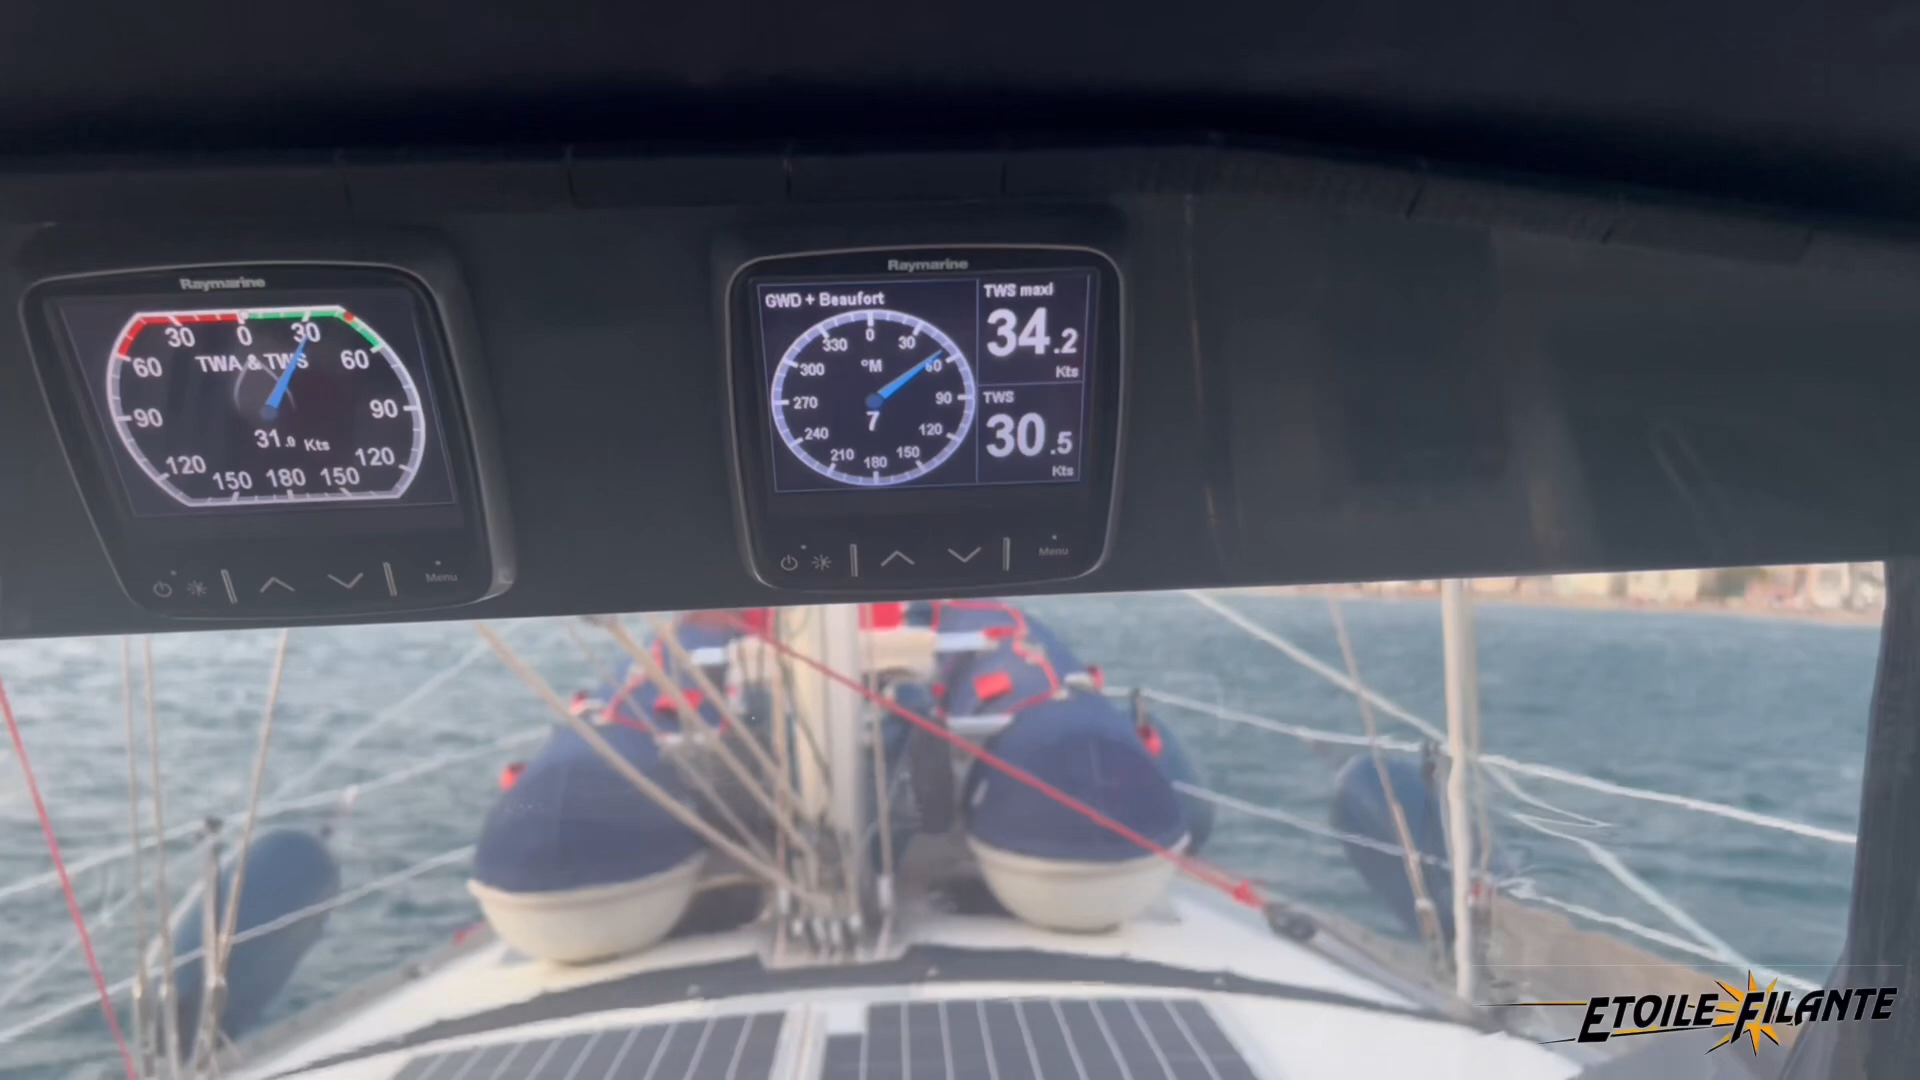 Raymarine
30 0 30
60 TWA & TWS 60
90 90
31.0 Kts
120 120
150 180 150
Menu
Raymarine
GWD + Beaufort
0
330 30
300 °M 60
270 90
7
240 120
210 180 150
TWS maxi
34.2
Kts
TWS
30.5
Kts
Menu
ETOILE FILANTE